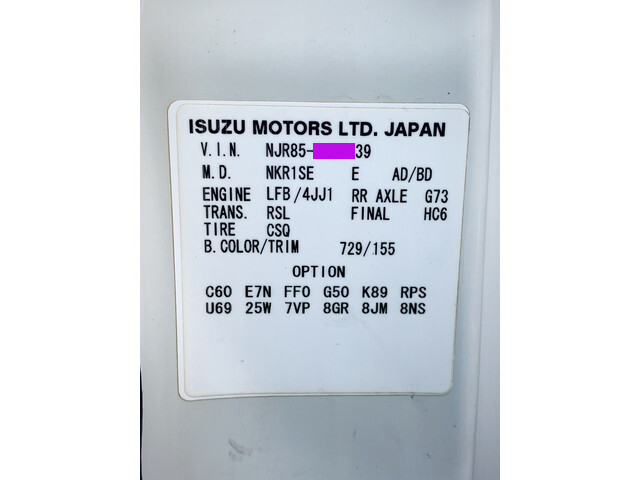 ISUZU MOTORS LTD. JAPAN
V.I.N. NJR85- 39
M.D. NKR1SE E AD/BD
ENGINE LFB/4JJ1 RR AXLE G73
TRANS. RSL FINAL HC6
TIRE CSQ
B.COLOR/TRIM 729/155
OPTION
C60 E7N FF0 G50 K89 RPS
U69 25W 7VP 8GR 8JM 8NS